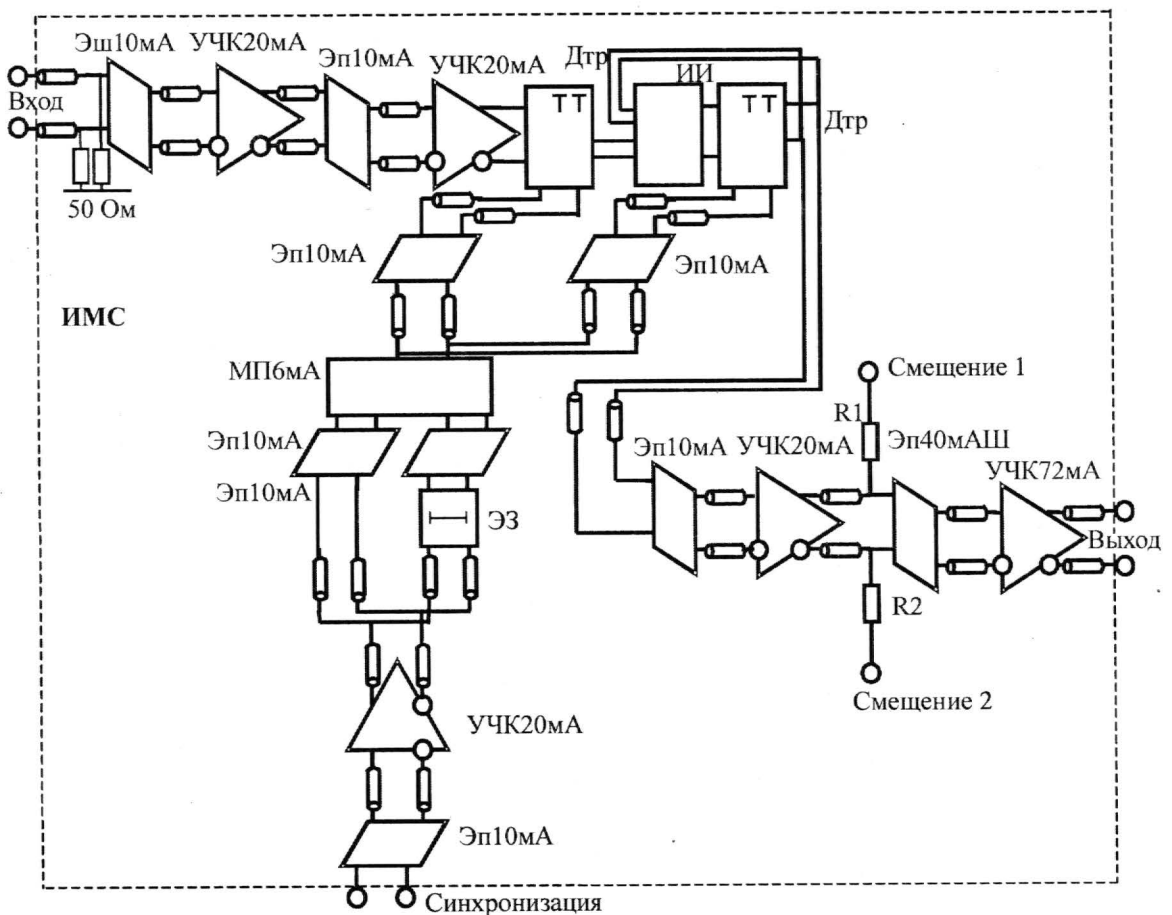 Эш10мА
УЧК20мА
Эп10мА
УЧК20мА
Дтр
ИИ
Вход
ТТ
ТТ
Дтр
50 Ом
Эп10мА
Эп10мА
ИМС
МП6мА
Смещение 1
R1
Эп10мА
Эп10мА
УЧК20мА
Эп40мАШ
УЧК72мА
Эп10мА
ЭЗ
Выход
R2
Смещение 2
УЧК20мА
Эп10мА
Синхронизация